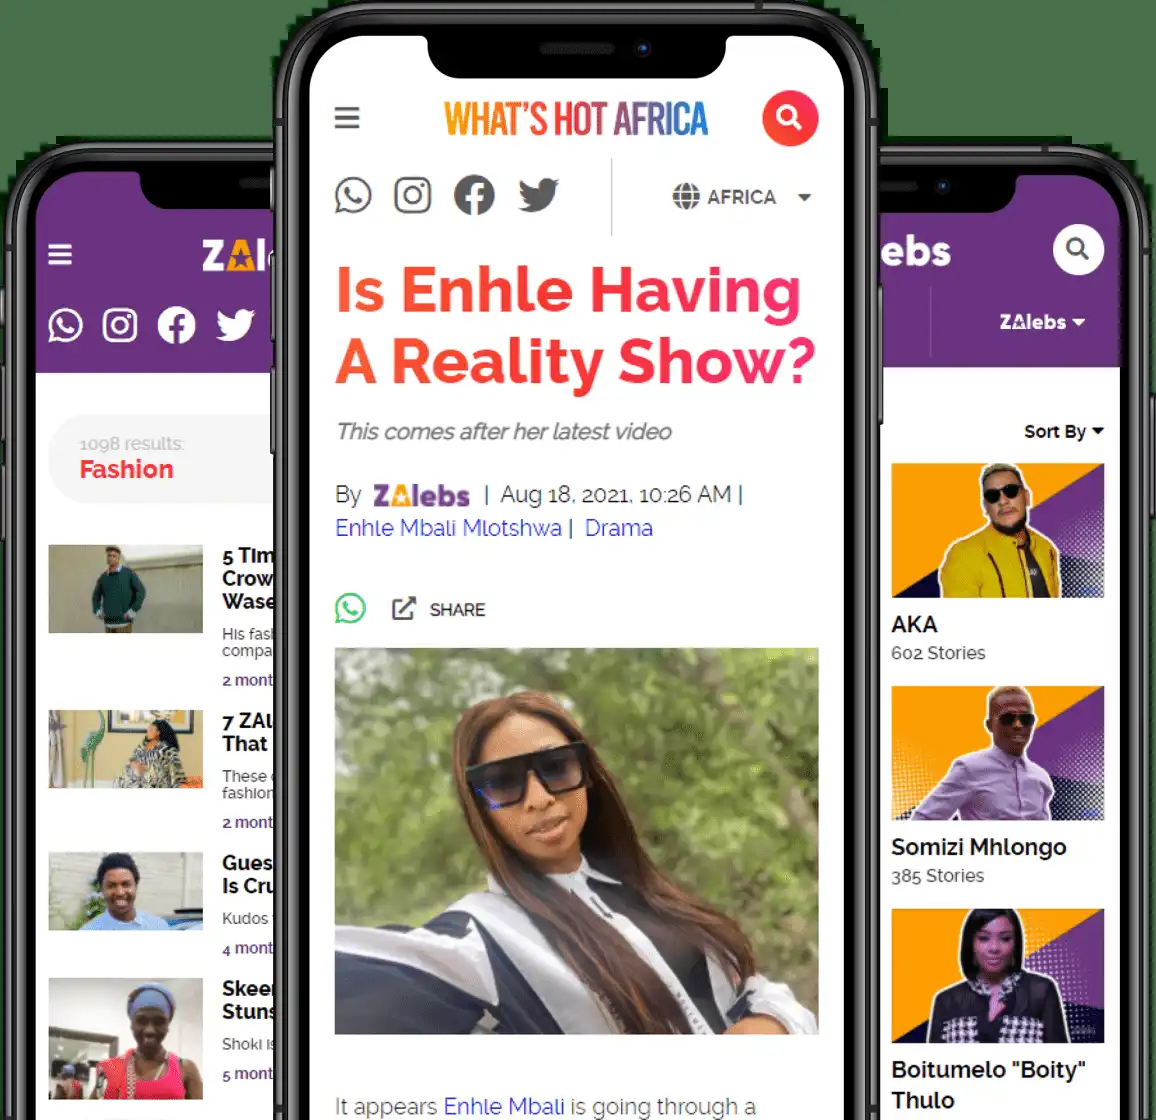 WHAT'S HOT AFRICA
AFRICA
Is Enhle Having
A Reality Show?
This comes after her latest video
By ZAlebs | Aug 18, 2021, 10:26 AM |
Enhle Mbali Mlotshwa | Drama
SHARE
It appears Enhle Mbali is going through a
ZAl
1098 results:
Fashion
5 TIm
Crow
Wase
His fas
compa
2 mont
7 ZAl
That
These
fashion
2 mont
Gues
Is Cru
Kudos
4 mont
Skeer
Stuns
Shoki is
5 mont
ebs
ZAlebs
Sort By
AKA
602 Stories
Somizi Mhlongo
385 Stories
Boitumelo "Boity"
Thulo